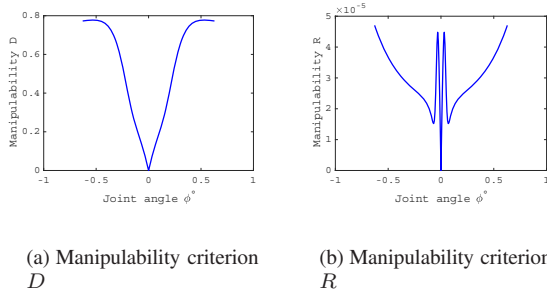 0.8
0.6
0.4
0.2
0
-1 -0.5 0 0.5 1
Manipulability D
Joint angle ϕ°
×10⁻⁵
5
4
3
2
1
0
-1 -0.5 0 0.5 1
Manipulability R
Joint angle ϕ°
(a) Manipulability criterion
D
(b) Manipulability criterion
R